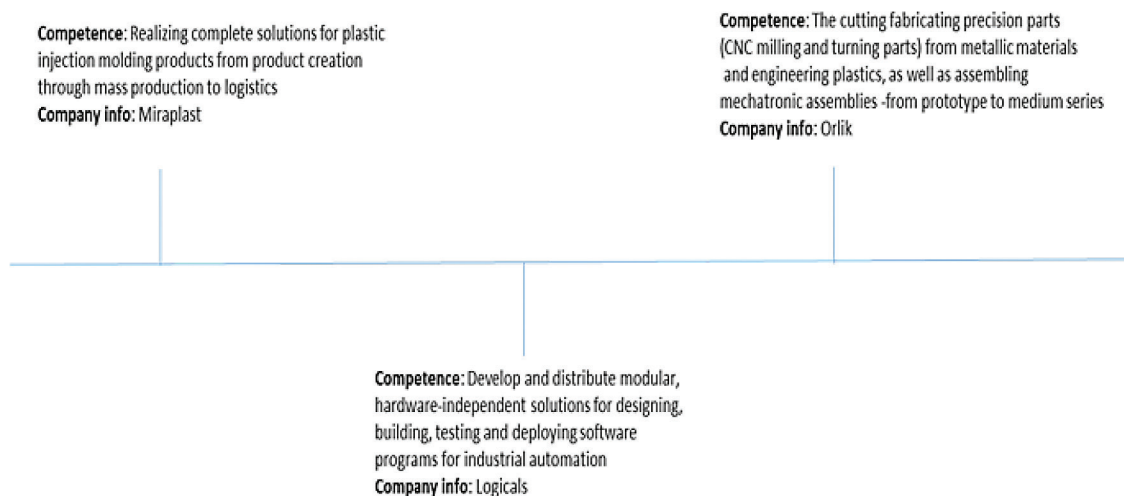 Competence: Realizing complete solutions for plastic
injection molding products from product creation
through mass production to logistics
Company info: Miraplast
Competence: The cutting fabricating precision parts
(CNC milling and turning parts) from metallic materials
and engineering plastics, as well as assembling
mechatronic assemblies -from prototype to medium series
Company info: Orlik
Competence: Develop and distribute modular,
hardware-independent solutions for designing,
building, testing and deploying software
programs for industrial automation
Company info: Logicals